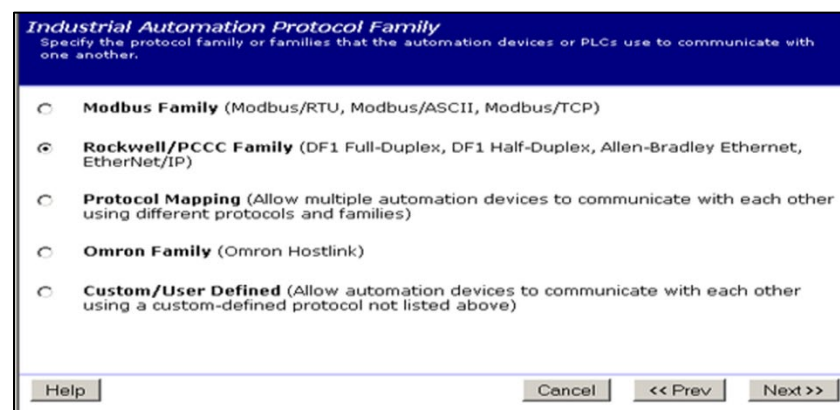 Industrial Automation Protocol Family
Specify the protocol family or families that the automation devices or PLCs use to communicate with
one another.
Modbus Family (Modbus/RTU, Modbus/ASCII, Modbus/TCP)
Rockwell/PCCC Family (DF1 Full-Duplex, DF1 Half-Duplex, Allen-Bradley Ethernet,
EtherNet/IP)
Protocol Mapping (Allow multiple automation devices to communicate with each other
using different protocols and families)
Omron Family (Omron Hostlink)
Custom/User Defined (Allow automation devices to communicate with each other
using a custom-defined protocol not listed above)
Help Cancel << Prev Next >>